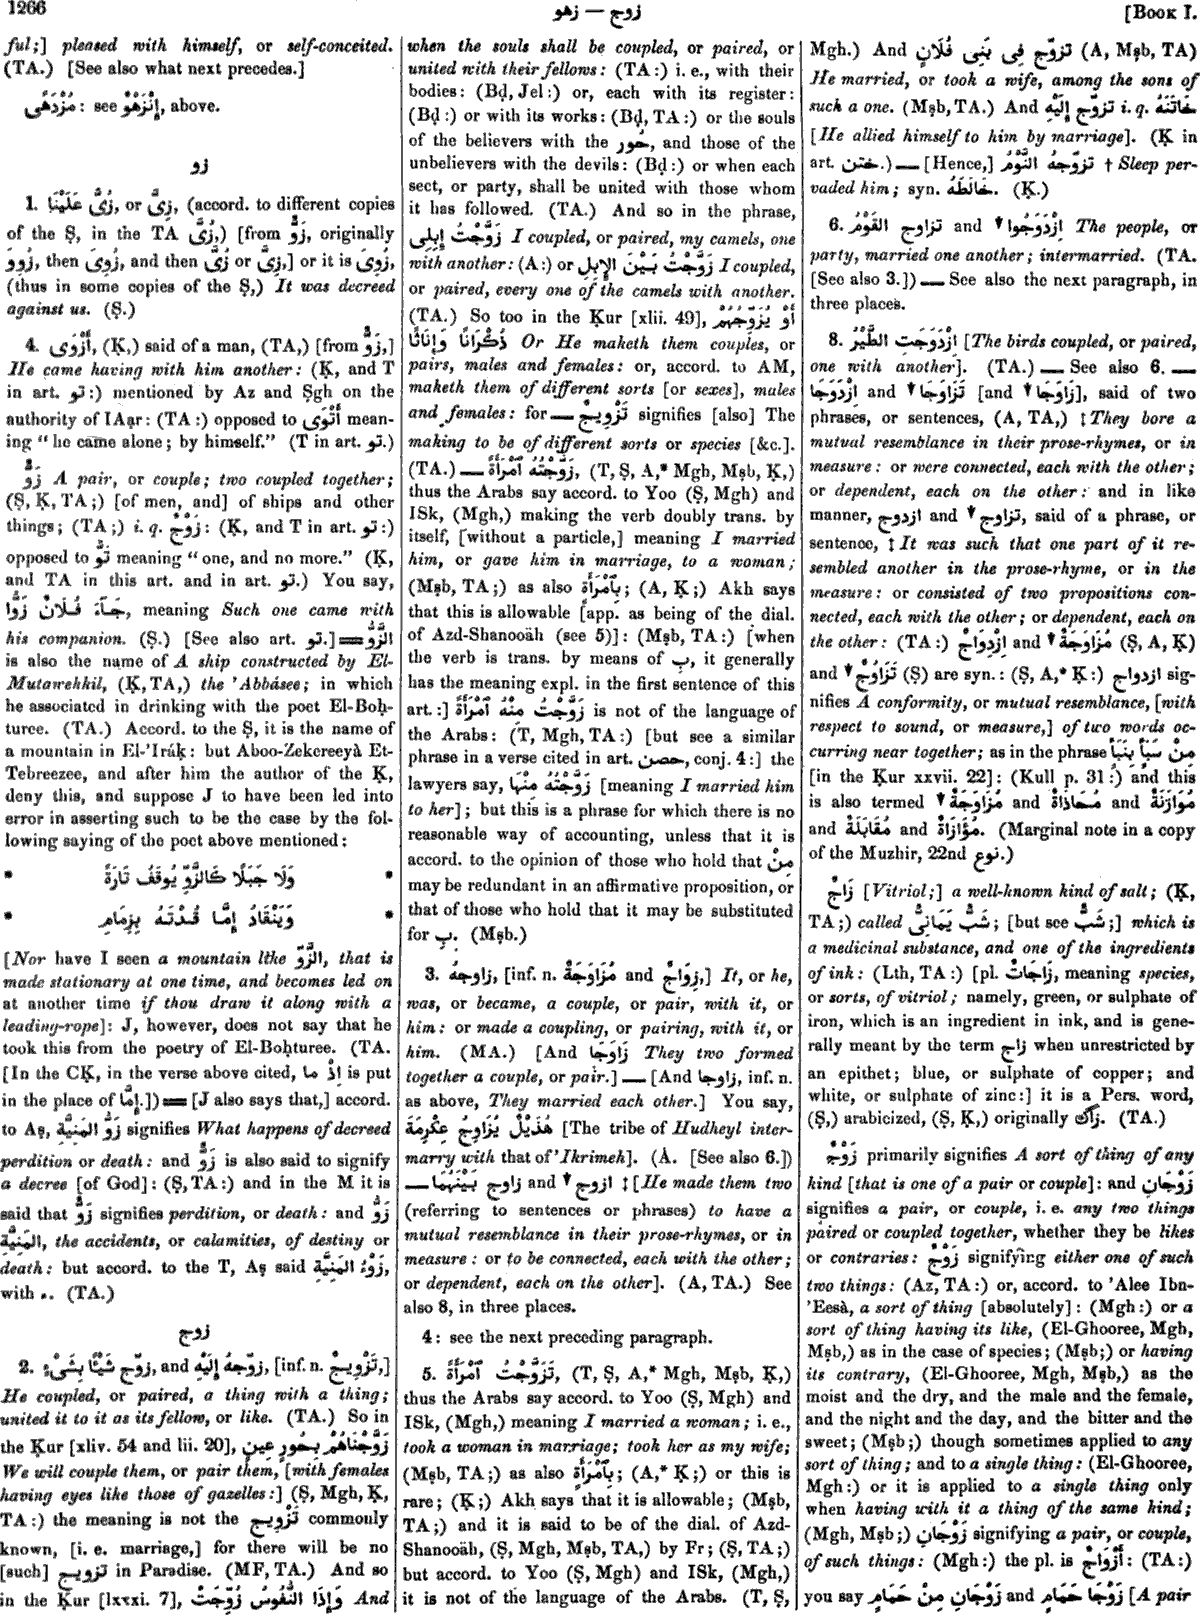 1266
زوج — زهو
[BOOK I.
ful;] pleased with himself, or self-conceited.
(TA.) [See also what next precedes.]
مُزْدَهًى: see إِنْزَهْوٌ, above.
زو
1. زُىَّ عَلَيْنَا, or زِىَّ, (accord. to different copies
of the Ṣ, in the TA زُىَّ,) [from زَوٌّ, originally
زُوِوَ, then زُوِىَ, and then زُىَّ or زِىَّ,] or it is زُوِىَ,
(thus in some copies of the Ṣ,) It was decreed
against us. (Ṣ.)
4. أَزْوَى, (Ḳ,) said of a man, (TA,) [from زَوٌّ,]
He came having with him another: (Ḳ, and T
in art. تو:) mentioned by Az and Ṣgh on the
authority of IAạr: (TA:) opposed to أَتْوَى mean-
ing “he came alone; by himself.” (T in art. تو.)
زَوٌّ A pair, or couple; two coupled together;
(Ṣ, Ḳ, TA;) [of men, and] of ships and other
things; (TA;) i. q. زَوْجٌ: (Ḳ, and T in art. تو:)
opposed to تَوٌّ meaning “one, and no more.” (Ḳ,
and TA in this art. and in art. تو.) You say,
جَآءَ فُلَانٌ زَوًّا, meaning Such one came with
his companion. (Ṣ.) [See also art. تو.] ═ الزَّوُّ
is also the name of A ship constructed by El-
Mutawekkil, (Ḳ, TA,) the 'Abbásee; in which
he associated in drinking with the poet El-Boḥ-
turee. (TA.) Accord. to the Ṣ, it is the name of
a mountain in El-'Iráḳ: but Aboo-Zekereeyà Et-
Tebreezee, and after him the author of the Ḳ,
deny this, and suppose J to have been led into
error in asserting such to be the case by the fol-
lowing saying of the poet above mentioned:
* وَلَا جَبَلًا كَالزَّوِّ يُوقَفُ تَارَةً *
* وَيَنْقَادُ إِمَّا قُدْتَهُ بِزِمَامِ *
[Nor have I seen a mountain like الزَّوّ, that is
made stationary at one time, and becomes led on
at another time if thou draw it along with a
leading-rope]: J, however, does not say that he
took this from the poetry of El-Boḥturee. (TA.
[In the CḲ, in the verse above cited, إِذْ ما is put
in the place of إِمَّا.]) ═ [J also says that,] accord.
to Aṣ, زَوُّ المَنِيَّةِ signifies What happens of decreed
perdition or death: and زَوٌّ is also said to signify
a decree [of God]: (Ṣ, TA:) and in the M it is
said that زَوٌّ signifies perdition, or death: and زَوُّ
المَنِيَّةِ, the accidents, or calamities, of destiny or
death: but accord. to the T, Aṣ said زَوْءُ المَنِيَّةِ,
with ء. (TA.)
زوج
2. زوّج شَيْئًا بِشَىْءٍ, and زوّجهُ إِلَيْهِ, [inf. n. تَزْوِيجٌ,]
He coupled, or paired, a thing with a thing;
united it to it as its fellow, or like. (TA.) So in
the Ḳur [xliv. 54 and lii. 20], زَوَّجْنَاهُمْ بِحُورٍ عِينٍ
We will couple them, or pair them, [with females
having eyes like those of gazelles:] (Ṣ, Mgh, Ḳ,
TA:) the meaning is not the تَزْوِيج commonly
known, [i. e. marriage,] for there will be no
[such] تزويج in Paradise. (MF, TA.) And so
in the Ḳur [lxxxi. 7], وَإِذَا النُّفُوسُ زُوِّجَتْ And
when the souls shall be coupled, or paired, or
united with their fellows: (TA:) i. e., with their
bodies: (Bḍ, Jel:) or, each with its register:
(Bḍ:) or with its works: (Bḍ, TA:) or the souls
of the believers with the حُور, and those of the
unbelievers with the devils: (Bḍ:) or when each
sect, or party, shall be united with those whom
it has followed. (TA.) And so in the phrase,
زَوَّجْتُ إِبِلِى I coupled, or paired, my camels, one
with another: (A:) or زَوَّجْتُ بَيْنَ الإِبِلِ I coupled,
or paired, every one of the camels with another.
(TA.) So too in the Ḳur [xlii. 49], أَوْ يُزَوِّجُهُمْ
ذُكْرَانًا وَإِنَاثًا Or He maketh them couples, or
pairs, males and females: or, accord. to AM,
maketh them of different sorts [or sexes], males
and females: for — تَزْوِيجٌ signifies [also] The
making to be of different sorts or species [&c.].
(TA.) — زَوَّجْتُهُ ٱمْرَأَةً, (T, Ṣ, A,* Mgh, Mṣb, Ḳ,)
thus the Arabs say accord. to Yoo (Ṣ, Mgh) and
ISk, (Mgh,) making the verb doubly trans. by
itself, [without a particle,] meaning I married
him, or gave him in marriage, to a woman;
(Mṣb, TA;) as also بِٱمْرَأَةٍ; (A, Ḳ;) Akh says
that this is allowable [app. as being of the dial.
of Azd-Shanooäh (see 5)]: (Mṣb, TA:) [when
the verb is trans. by means of بِ, it generally
has the meaning expl. in the first sentence of this
art.:] زَوَّجْتُ مِنْهُ ٱمْرَأَةً is not of the language of
the Arabs: (T, Mgh, TA:) [but see a similar
phrase in a verse cited in art. حصن, conj. 4:] the
lawyers say, زَوَّجْتُهُ مِنْهَا [meaning I married him
to her]; but this is a phrase for which there is no
reasonable way of accounting, unless that it is
accord. to the opinion of those who hold that مِنْ
may be redundant in an affirmative proposition, or
that of those who hold that it may be substituted
for بِ. (Mṣb.)
3. زاوجهُ, [inf. n. مُزَاوَجَةٌ and زِوَاجٌ,] It, or he,
was, or became, a couple, or pair, with it, or
him: or made a coupling, or pairing, with it, or
him. (MA.) [And زَاوَجَا They two formed
together a couple, or pair.] — [And زاوجا, inf. n.
as above, They married each other.] You say,
هُذَيْلٌ يُزَاوِجُ عِكْرِمَةَ [The tribe of Hudheyl inter-
marry with that of 'Ikrimeh]. (A. [See also 6.])
— زاوج بَيْنَهُمَا and ▼ ازوج ‡ [He made them two
(referring to sentences or phrases) to have a
mutual resemblance in their prose-rhymes, or in
measure: or to be connected, each with the other;
or dependent, each on the other]. (A, TA.) See
also 8, in three places.
4: see the next preceding paragraph.
5. تَزَوَّجْتُ ٱمْرَأَةً, (T, Ṣ, A,* Mgh, Mṣb, Ḳ,)
thus the Arabs say accord. to Yoo (Ṣ, Mgh) and
ISk, (Mgh,) meaning I married a woman; i. e.,
took a woman in marriage; took her as my wife;
(Mṣb, TA;) as also بِٱمْرَأَةٍ; (A,* Ḳ;) or this is
rare; (Ḳ;) Akh says that it is allowable; (Mṣb,
TA;) and it is said to be of the dial. of Azd-
Shanooäh, (Ṣ, Mgh, Mṣb, TA,) by Fr; (Ṣ, TA;)
but accord. to Yoo (Ṣ, Mgh) and ISk, (Mgh,)
it is not of the language of the Arabs. (T, Ṣ,
Mgh.) And تزوّج فِى بَنِى فُلَانٍ (A, Mṣb, TA)
He married, or took a wife, among the sons of
such a one. (Mṣb, TA.) And تزوّج إِلَيْهِ i. q. خَاتَنَهُ
[He allied himself to him by marriage]. (Ḳ in
art. ختن.) — [Hence,] تزوّجهُ النَّوْمُ † Sleep per-
vaded him; syn. خَالَطَهُ. (Ḳ.)
6. تزاوج القَوْمُ and ▼ اِزْدَوَجُوا The people, or
party, married one another; intermarried. (TA.
[See also 3.]) — See also the next paragraph, in
three places.
8. اِزْدَوَجَتِ الطَّيْرُ [The birds coupled, or paired,
one with another]. (TA.) — See also 6. —
اِزْدَوَجَا and ▼ تَزَاوَجَا [and ▼ زَاوَجَا], said of two
phrases, or sentences, (A, TA,) ‡ They bore a
mutual resemblance in their prose-rhymes, or in
measure: or were connected, each with the other;
or dependent, each on the other: and in like
manner, ازدوج and ▼ تزاوج, said of a phrase, or
sentence, ‡ It was such that one part of it re-
sembled another in the prose-rhyme, or in the
measure: or consisted of two propositions con-
nected, each with the other; or dependent, each on
the other: (TA:) اِزْدِوَاجٌ and ▼ مُزَاوَجَةٌ (Ṣ, A, Ḳ)
and ▼ تَزَاوُجٌ (Ṣ) are syn.: (Ṣ, A,* Ḳ:) ازدواج sig-
nifies A conformity, or mutual resemblance, [with
respect to sound, or measure,] of two words oc-
curring near together; as in the phrase مِنْ سَبَإٍ بِنَبَإٍ
[in the Ḳur xxvii. 22]: (Kull p. 31:) and this
is also termed ▼ مُزَاوَجَةٌ and مُحَاذَاةٌ and مُوَازَنَةٌ
and مُقَابَلَةٌ and مُؤَازَاةٌ. (Marginal note in a copy
of the Muzhir, 22nd نوع.)
زَاجٌ [Vitriol;] a well-known kind of salt; (Ḳ,
TA;) called شَبٌّ يَمَانِىٌّ; [but see شَبٌّ;] which is
a medicinal substance, and one of the ingredients
of ink: (Lth, TA:) [pl. زَاجَاتٌ, meaning species,
or sorts, of vitriol; namely, green, or sulphate of
iron, which is an ingredient in ink, and is gene-
rally meant by the term زاج when unrestricted by
an epithet; blue, or sulphate of copper; and
white, or sulphate of zinc:] it is a Pers. word,
(Ṣ,) arabicized, (Ṣ, Ḳ,) originally زاگ. (TA.)
زَوْجٌ primarily signifies A sort of thing of any
kind [that is one of a pair or couple]: and زَوْجَانِ
signifies a pair, or couple, i. e. any two things
paired or coupled together, whether they be likes
or contraries: زَوْجٌ signifying either one of such
two things: (Az, TA:) or, accord. to 'Alee Ibn-
'Eesà, a sort of thing [absolutely]: (Mgh:) or a
sort of thing having its like, (El-Ghooree, Mgh,
Mṣb,) as in the case of species; (Mṣb;) or having
its contrary, (El-Ghooree, Mgh, Mṣb,) as the
moist and the dry, and the male and the female,
and the night and the day, and the bitter and the
sweet; (Mṣb;) though sometimes applied to any
sort of thing; and to a single thing: (El-Ghooree,
Mgh:) or it is applied to a single thing only
when having with it a thing of the same kind;
(Mgh, Mṣb;) زَوْجَانِ signifying a pair, or couple,
of such things: (Mgh:) the pl. is أَزْوَاجٌ: (TA:)
you say زَوْجَانِ مِنْ حَمَامٍ and زَوْجَا حَمَامٍ [A pair